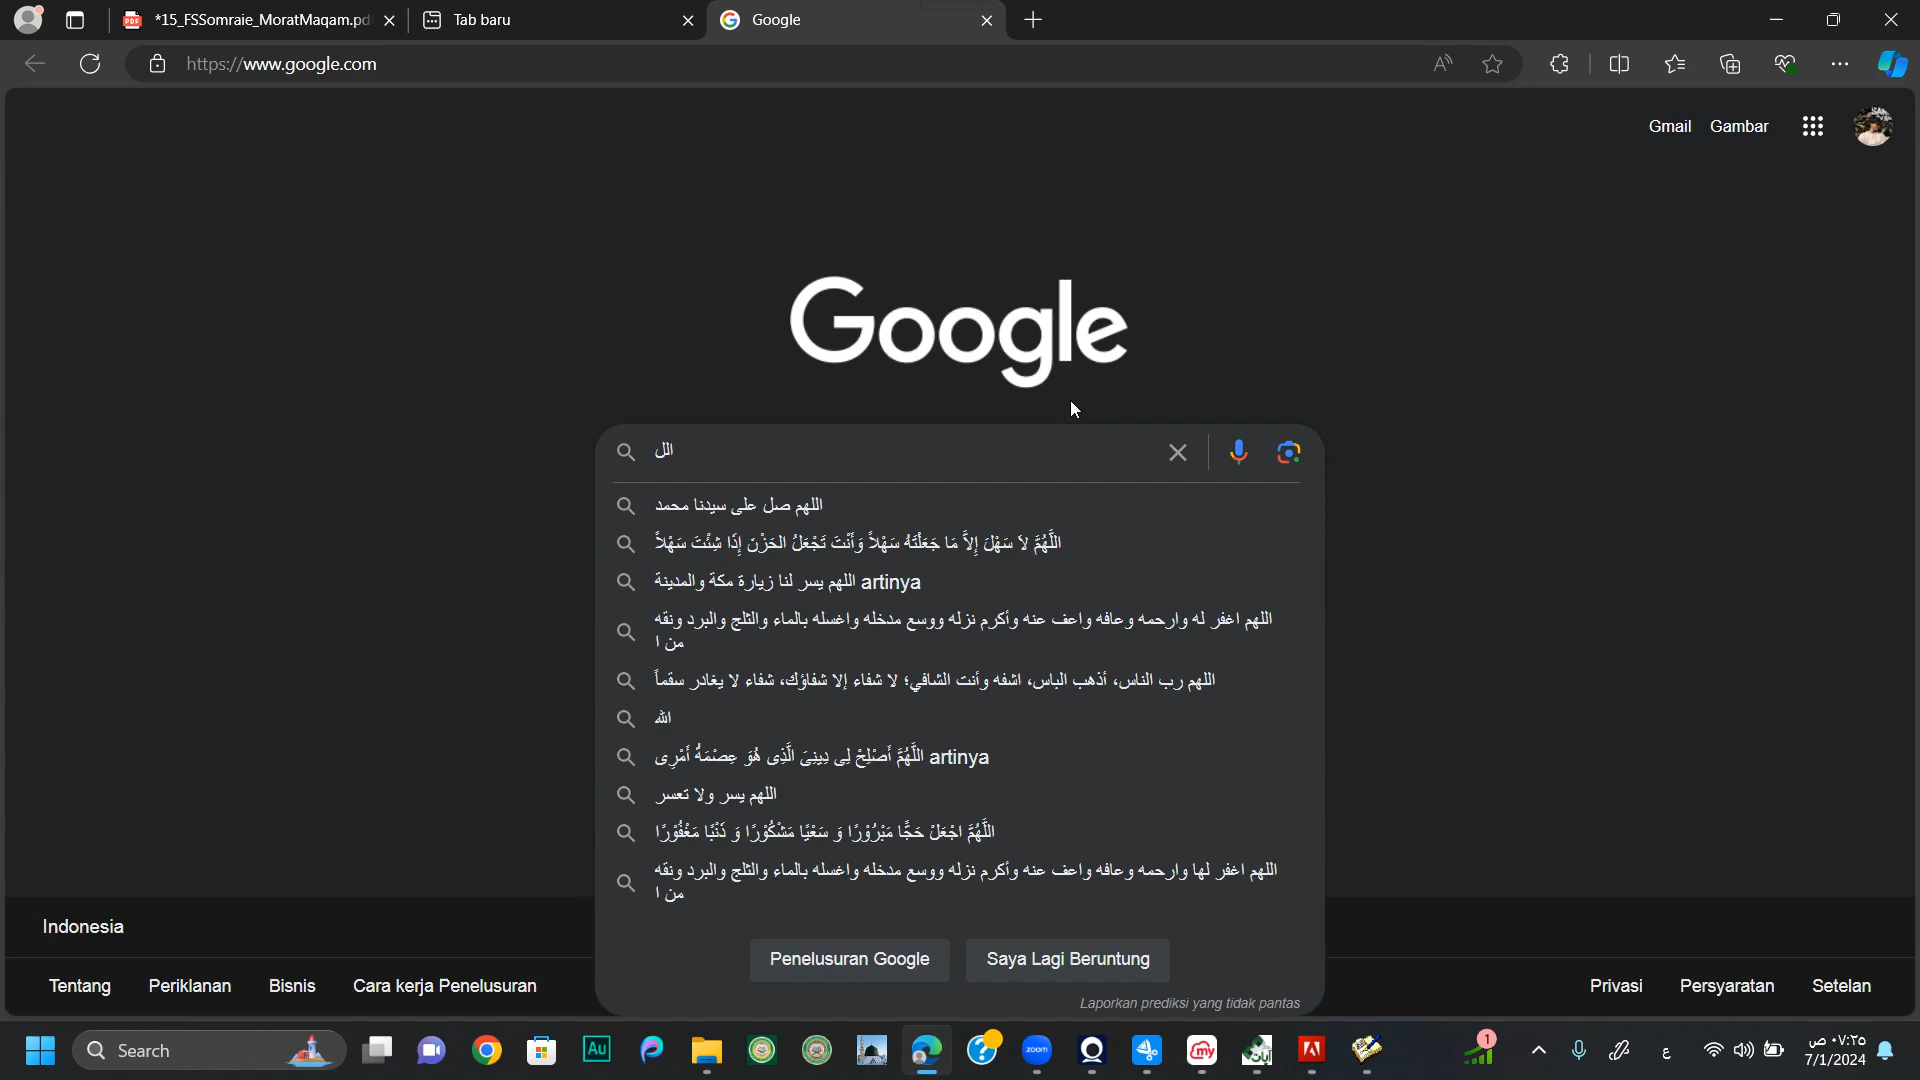 *15_FSSomraie_MoratMaqam.pd
Tab baru
Google
https://www.google.com
Gmail
Gambar
Google
الل
اللهم صل على سيدنا محمد
اللَّهُمَّ لاَ سَهْلَ إِلاَّ مَا جَعَلْتَهُ سَهْلاً وَأَنْتَ تَجْعَلُ الحَزْنَ إِذَا شِئْتَ سَهْلاً
اللهم يسر لنا زيارة مكة والمدينة artinya
اللهم اغفر له وارحمه وعافه واعف عنه وأكرم نزله ووسع مدخله واغسله بالماء والثلج والبرد ونقه
من ا
اللهم رب الناس، أذهب الباس، اشفه وأنت الشافي؛ لا شفاء إلا شفاؤك، شفاء لا يغادر سقماً
الله
اللَّهُمَّ أَصْلِحْ لِى دِينِىَ الَّذِى هُوَ عِصْمَةُ أَمْرِى artinya
اللهم يسر ولا تعسر
اللَّهُمَّ اجْعَلْ حَجًّا مَبْرُوْرًا وَ سَعْيًا مَشْكُوْرًا وَ ذَنْبًا مَغْفُوْرًا
اللهم اغفر لها وارحمه وعافه واعف عنه وأكرم نزله ووسع مدخله واغسله بالماء والثلج والبرد ونقه
من ا
Penelusuran Google
Saya Lagi Beruntung
Laporkan prediksi yang tidak pantas
Indonesia
Tentang
Periklanan
Bisnis
Cara kerja Penelusuran
Privasi
Persyaratan
Setelan
Search
Au
zoom
my
1
ع
٠٧:٢٥ ص
7/1/2024